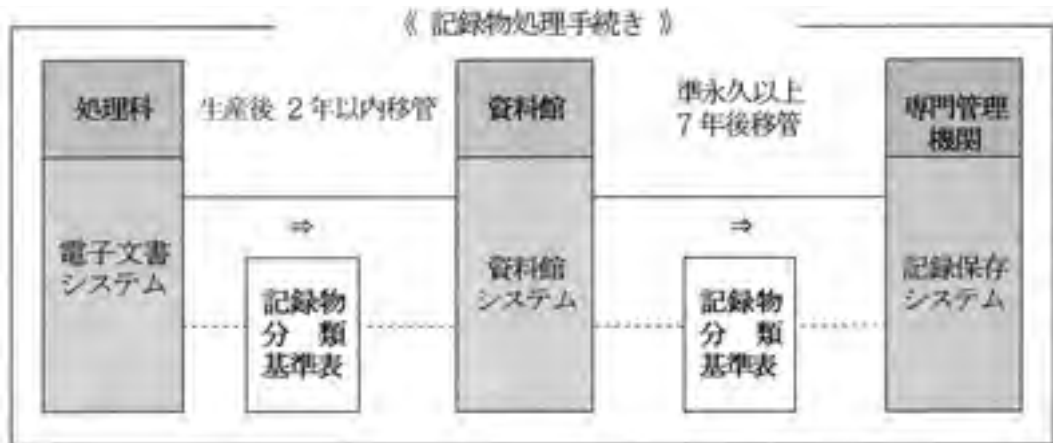 《 記録物処理手続き 》
処理科
生産後 2年以内移管
資料館
準永久以上
7年後移管
専門管理
機関
⇒
⇒
電子文書
システム
記録物
分 類
基準表
資料館
システム
記録物
分 類
基準表
記録保存
システム